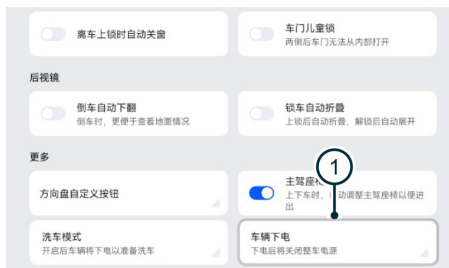 离车上锁时自动关窗
车门儿童锁
两侧后车门无法从内部打开
后视镜
倒车自动下翻
倒车时，更便于查看地面情况
锁车自动折叠
上锁后自动折叠，解锁后自动展开
更多
1
方向盘自定义按钮
主驾座椅
上下车时，动调整主驾座椅以便进
出
洗车模式
开启后车辆将下电以准备洗车
车辆下电
下电后将关闭整车电源